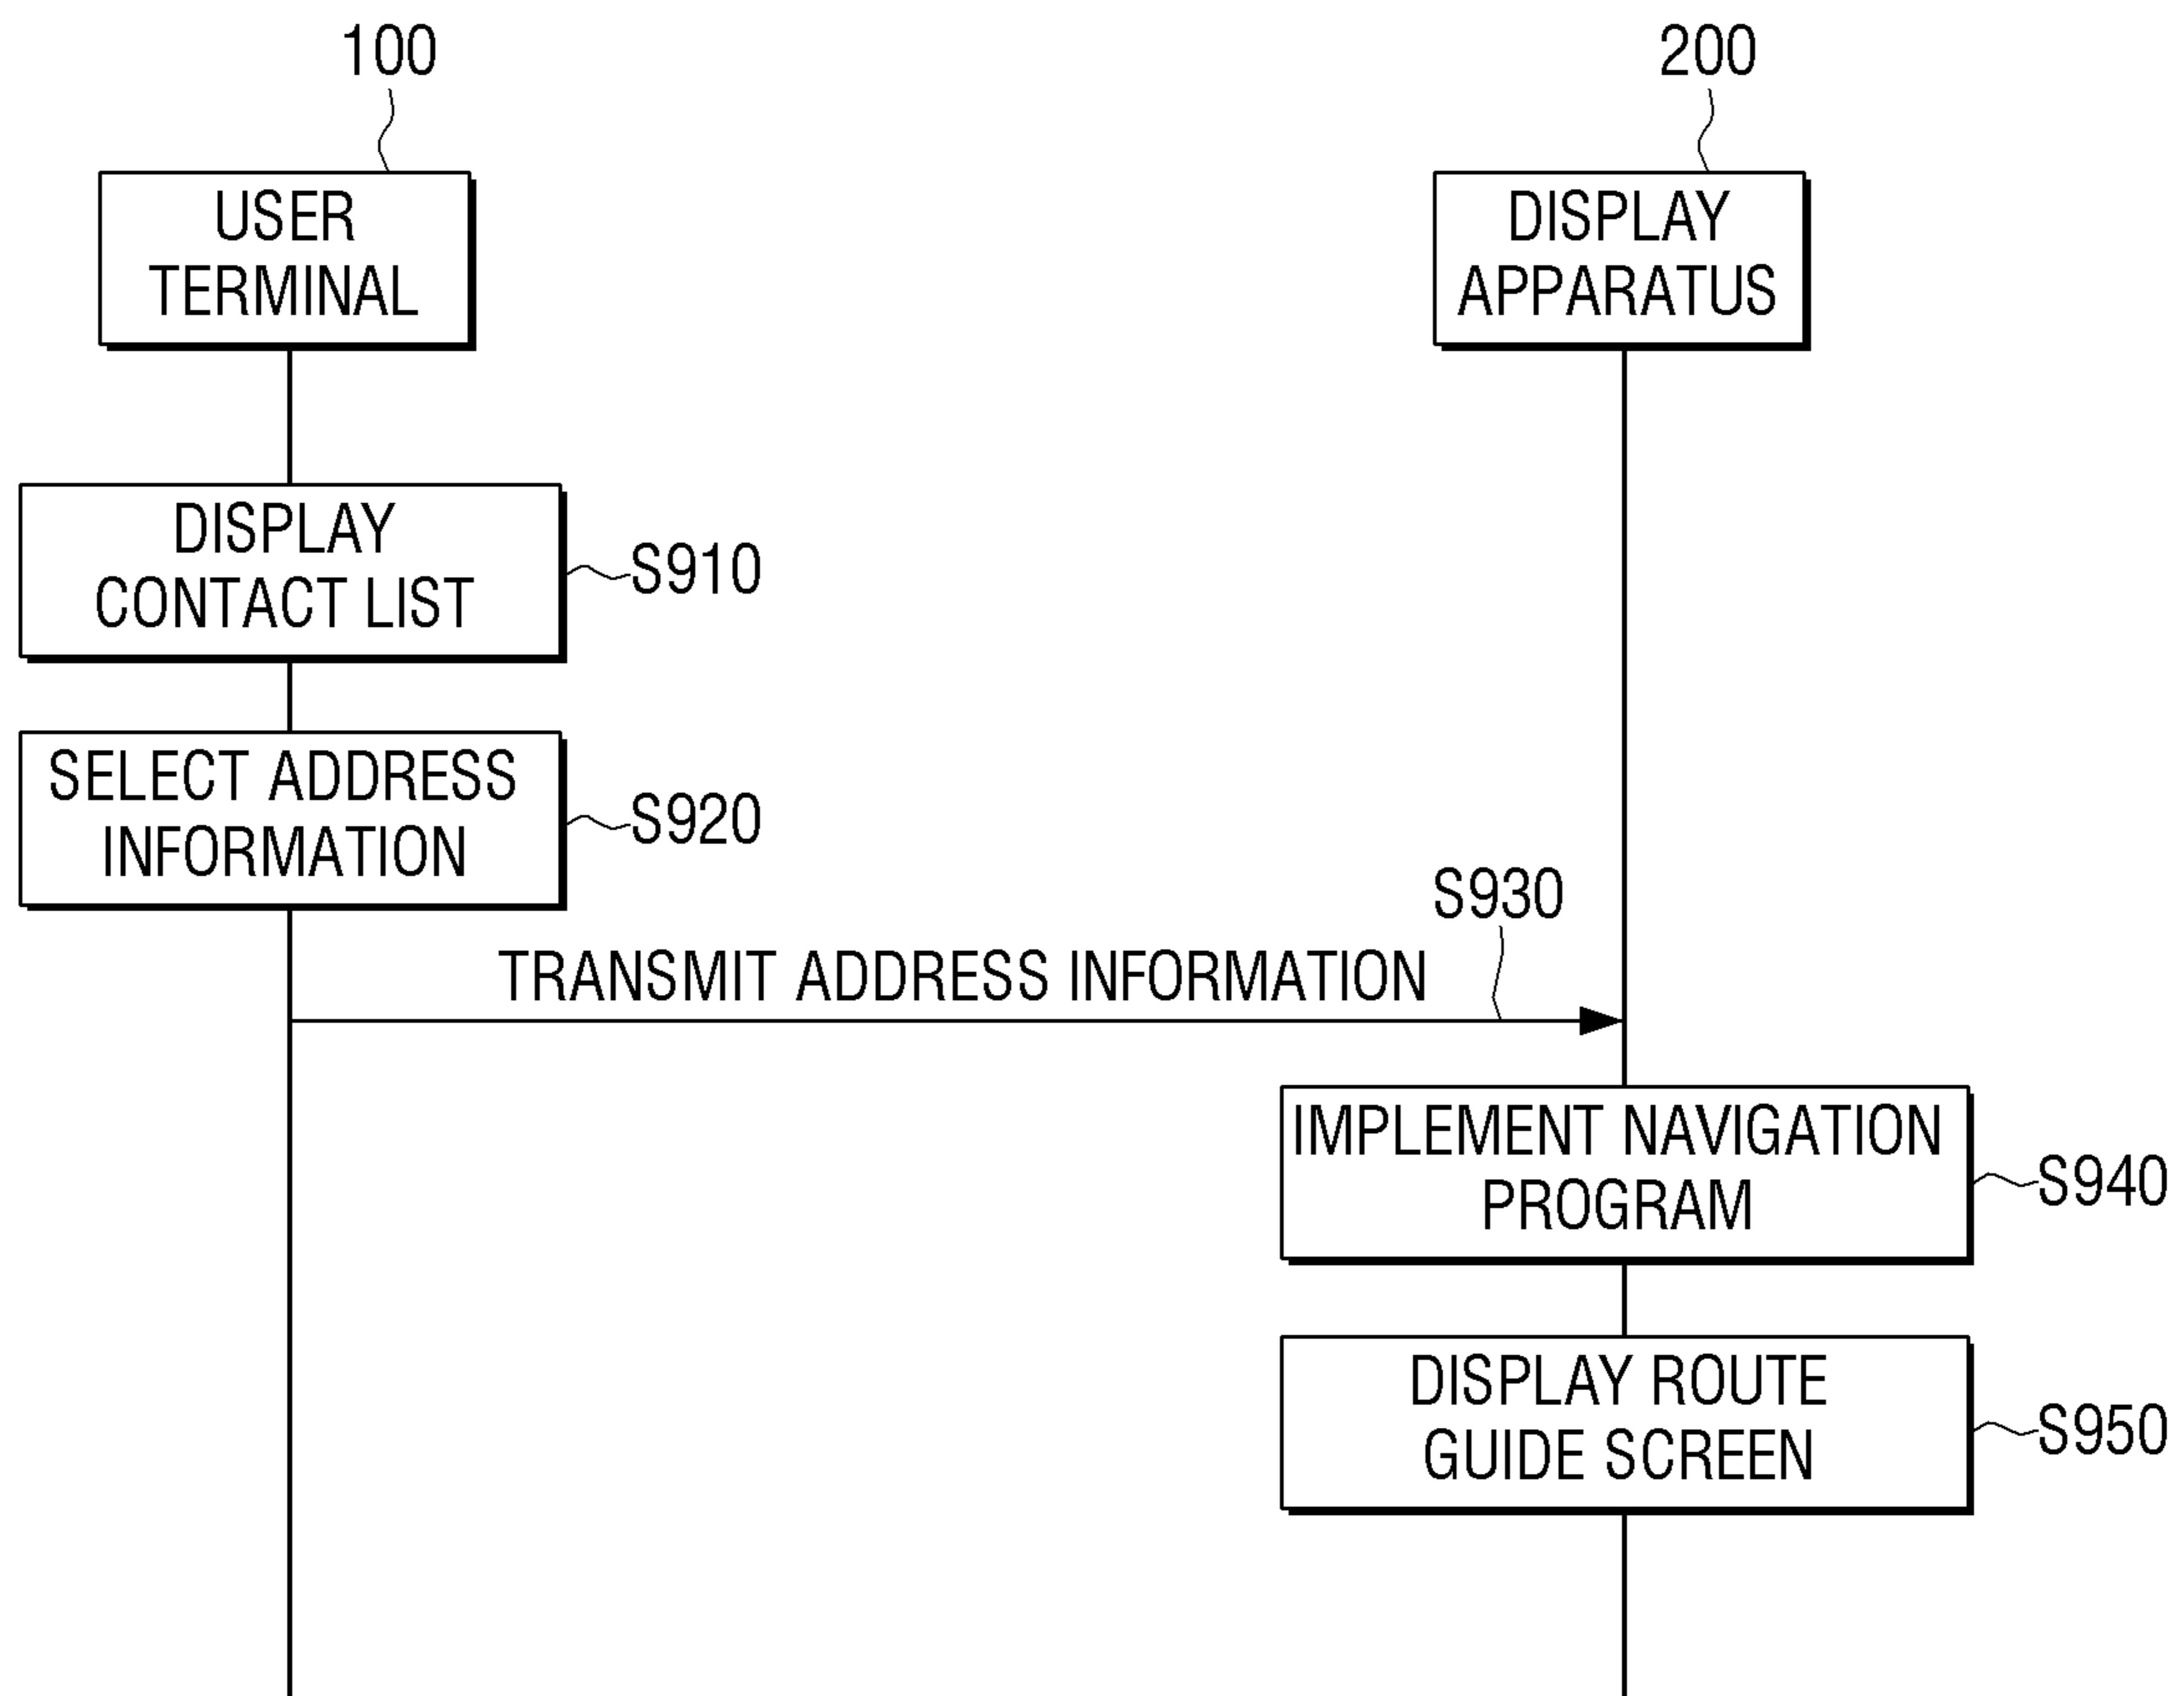 100
200
USER
TERMINAL
DISPLAY
APPARATUS
DISPLAY
CONTACT LIST
S910
SELECT ADDRESS
INFORMATION
S920
S930
TRANSMIT ADDRESS INFORMATION
IMPLEMENT NAVIGATION
PROGRAM
S940
DISPLAY ROUTE
GUIDE SCREEN
S950